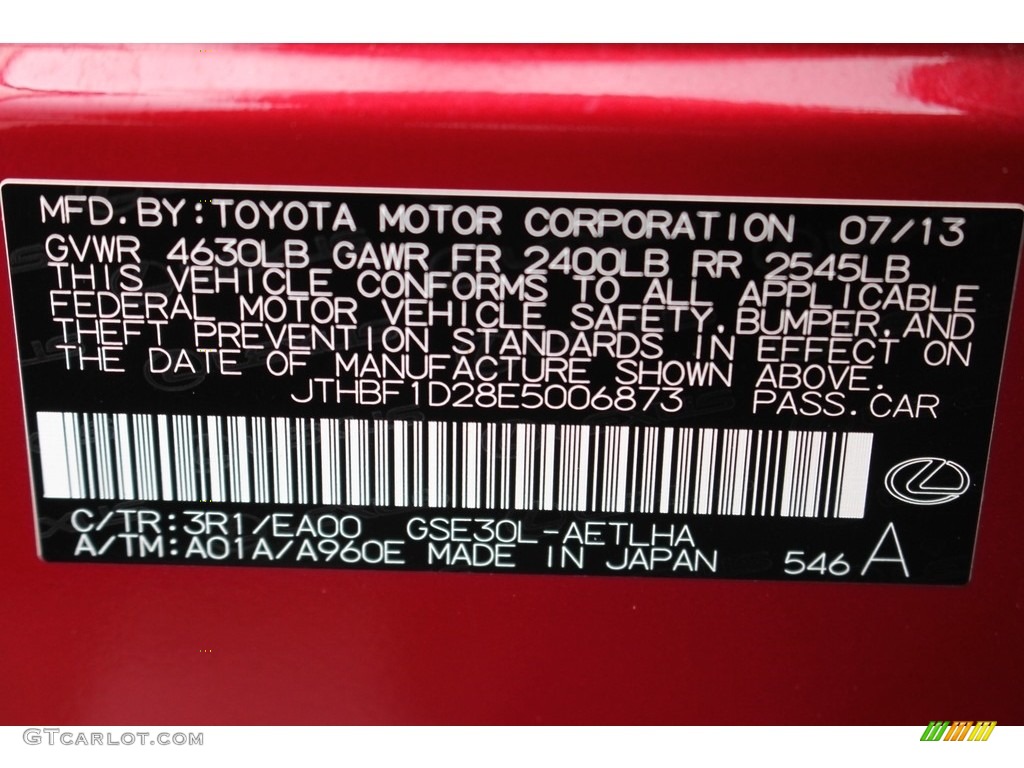 MFD. BY: TOYOTA MOTOR CORPORATION 07/13
GVWR 4630LB GAWR FR 2400LB RR 2545LB
THIS VEHICLE CONFORMS TO ALL APPLICABLE
FEDERAL MOTOR VEHICLE SAFETY, BUMPER, AND
THEFT PREVENTION STANDARDS IN EFFECT ON
THE DATE OF MANUFACTURE SHOWN ABOVE.
JTHBF1D28E5006873 PASS. CAR
C/TR: 3R1/EA00 GSE30L-AETLHA
A/TM: A01A/A960E MADE IN JAPAN 546 A
GTCARLOT.COM